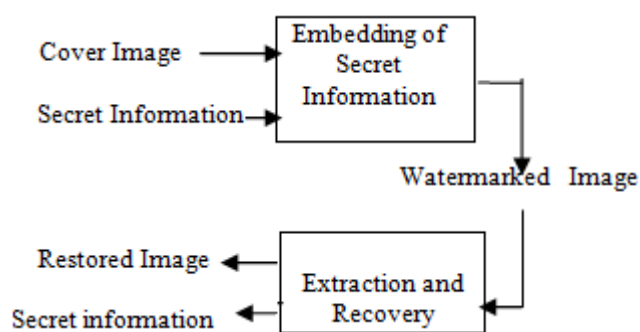 Cover Image
Embedding of
Secret
Information
Secret Information
Watermarked Image
Restored Image
Extraction and
Recovery
Secret information